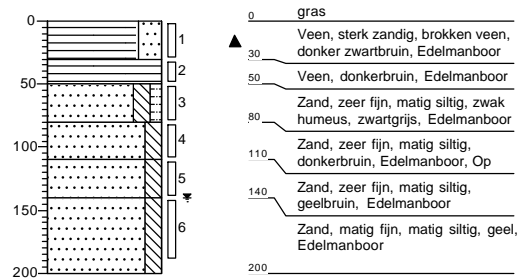 0
50
100
150
200
1
2
3
4
5
6
0 gras
Veen, sterk zandig, brokken veen,
donker zwartbruin, Edelmanboor
30
Veen, donkerbruin, Edelmanboor
50
Zand, zeer fijn, matig siltig, zwak
humeus, zwartgrijs, Edelmanboor
80
Zand, zeer fijn, matig siltig,
donkerbruin, Edelmanboor, Op
110
Zand, zeer fijn, matig siltig,
geelbruin, Edelmanboor
140
Zand, matig fijn, matig siltig, geel,
Edelmanboor
200